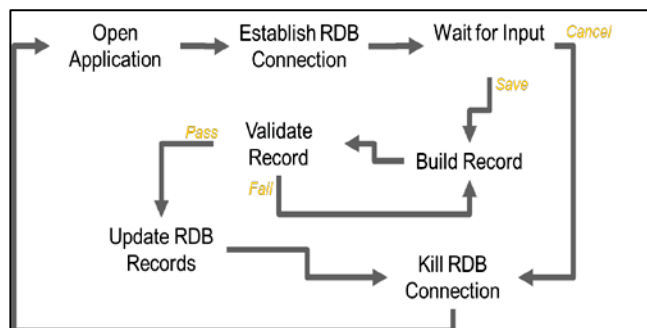 Open
Application
Establish RDB
Connection
Wait for Input
Cancel
Save
Pass
Validate
Record
Build Record
Fail
Update RDB
Records
Kill RDB
Connection